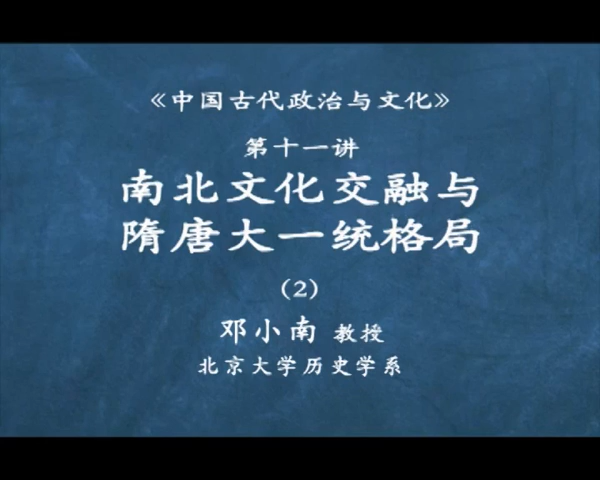 《中国古代政治与文化》
第十一讲
南北文化交融与
隋唐大一统格局
(2)
邓小南 教授
北京大学历史学系